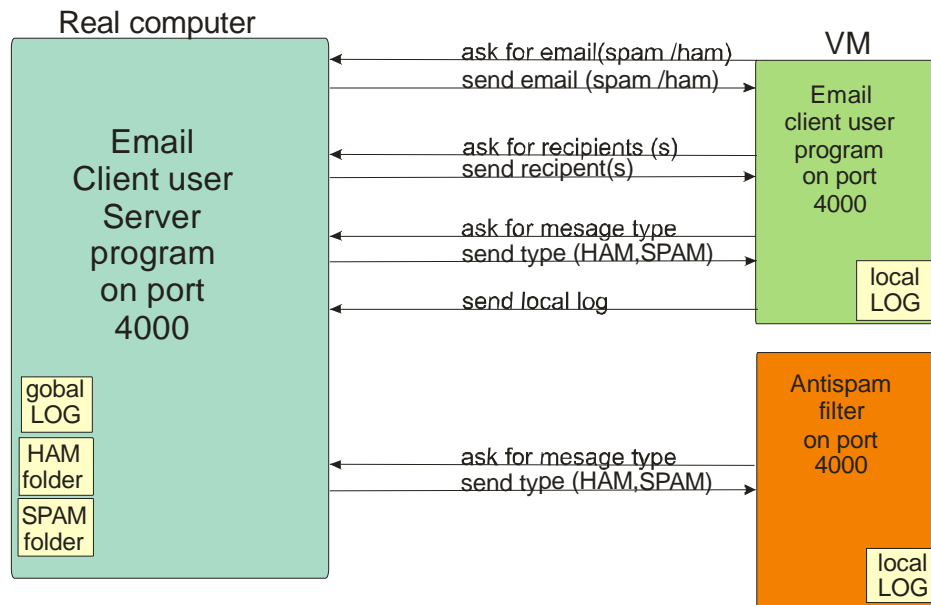 Real computer
Email
Client user
Server
program
on port
4000
gobal
LOG
HAM
folder
SPAM
folder
ask for email(spam /ham)
send email (spam /ham)
ask for recipients (s)
send recipent(s)
ask for mesage type
send type (HAM,SPAM)
send local log
ask for mesage type
send type (HAM,SPAM)
VM
Email
client user
program
on port
4000
local
LOG
Antispam
filter
on port
4000
local
LOG